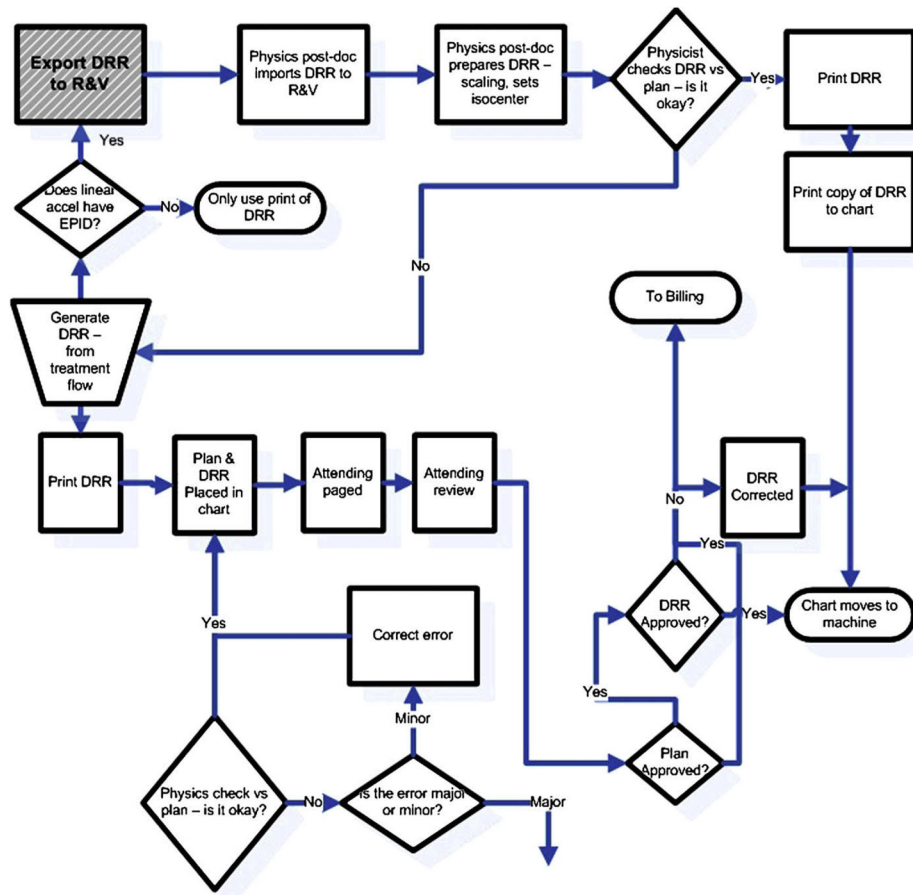 Export DRR
to R&V
Physics post-doc
imports DRR to
R&V
Physics post-doc
prepares DRR –
scaling, sets
isocenter
Physicist
checks DRR vs
plan – is it
okay?
Yes
Print DRR
Yes
Does linear
accel have
EPID?
No
Only use print of
DRR
Print copy of DRR
to chart
No
To Billing
Generate
DRR –
from
treatment
flow
Print DRR
Plan &
DRR
Placed in
chart
Attending
paged
Attending
review
No
DRR
Corrected
Yes
DRR
Approved?
Yes
Chart moves to
machine
Yes
Correct error
Yes
Minor
Plan
Approved?
Physics check vs
plan – is it okay?
No
Is the error major
or minor?
Major